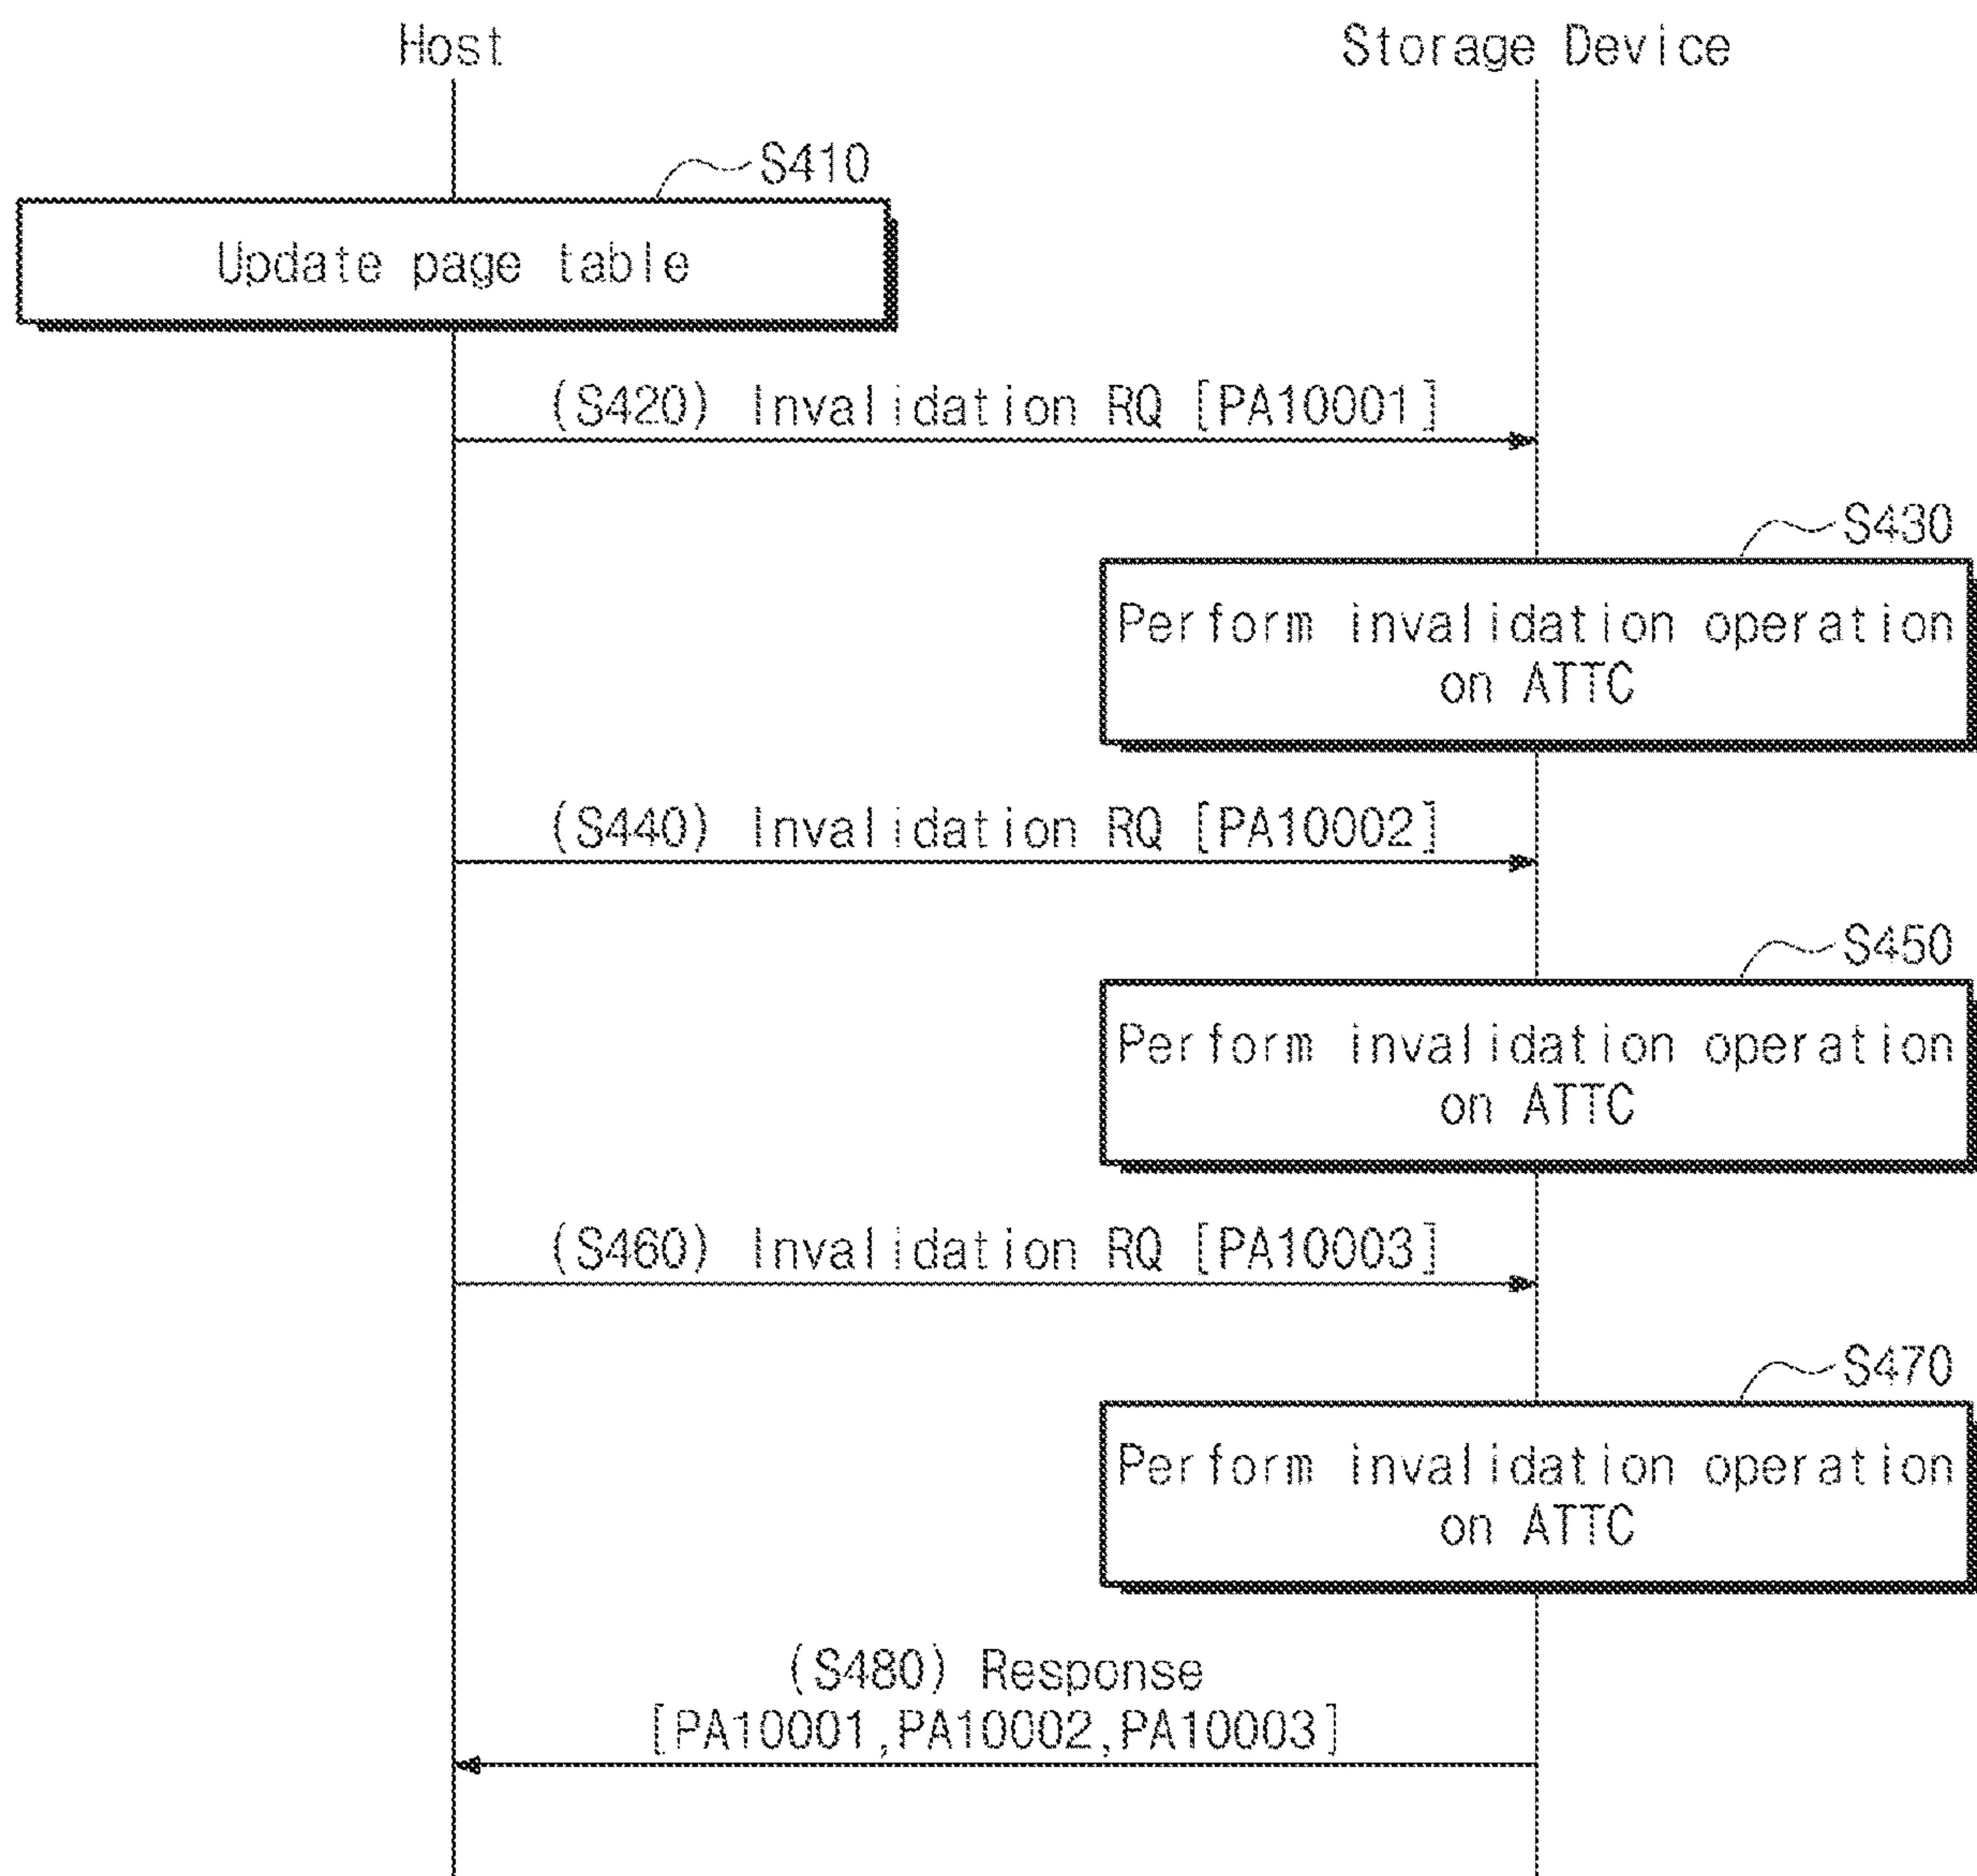 Host
Storage Device
S410
Update page table
(S420) Invalidation RQ [PA10001]
S430
Perform invalidation operation
on ATTC
(S440) Invalidation RQ [PA10002]
S450
Perform invalidation operation
on ATTC
(S460) Invalidation RQ [PA10003]
S470
Perform invalidation operation
on ATTC
(S480) Response
[PA10001,PA10002,PA10003]